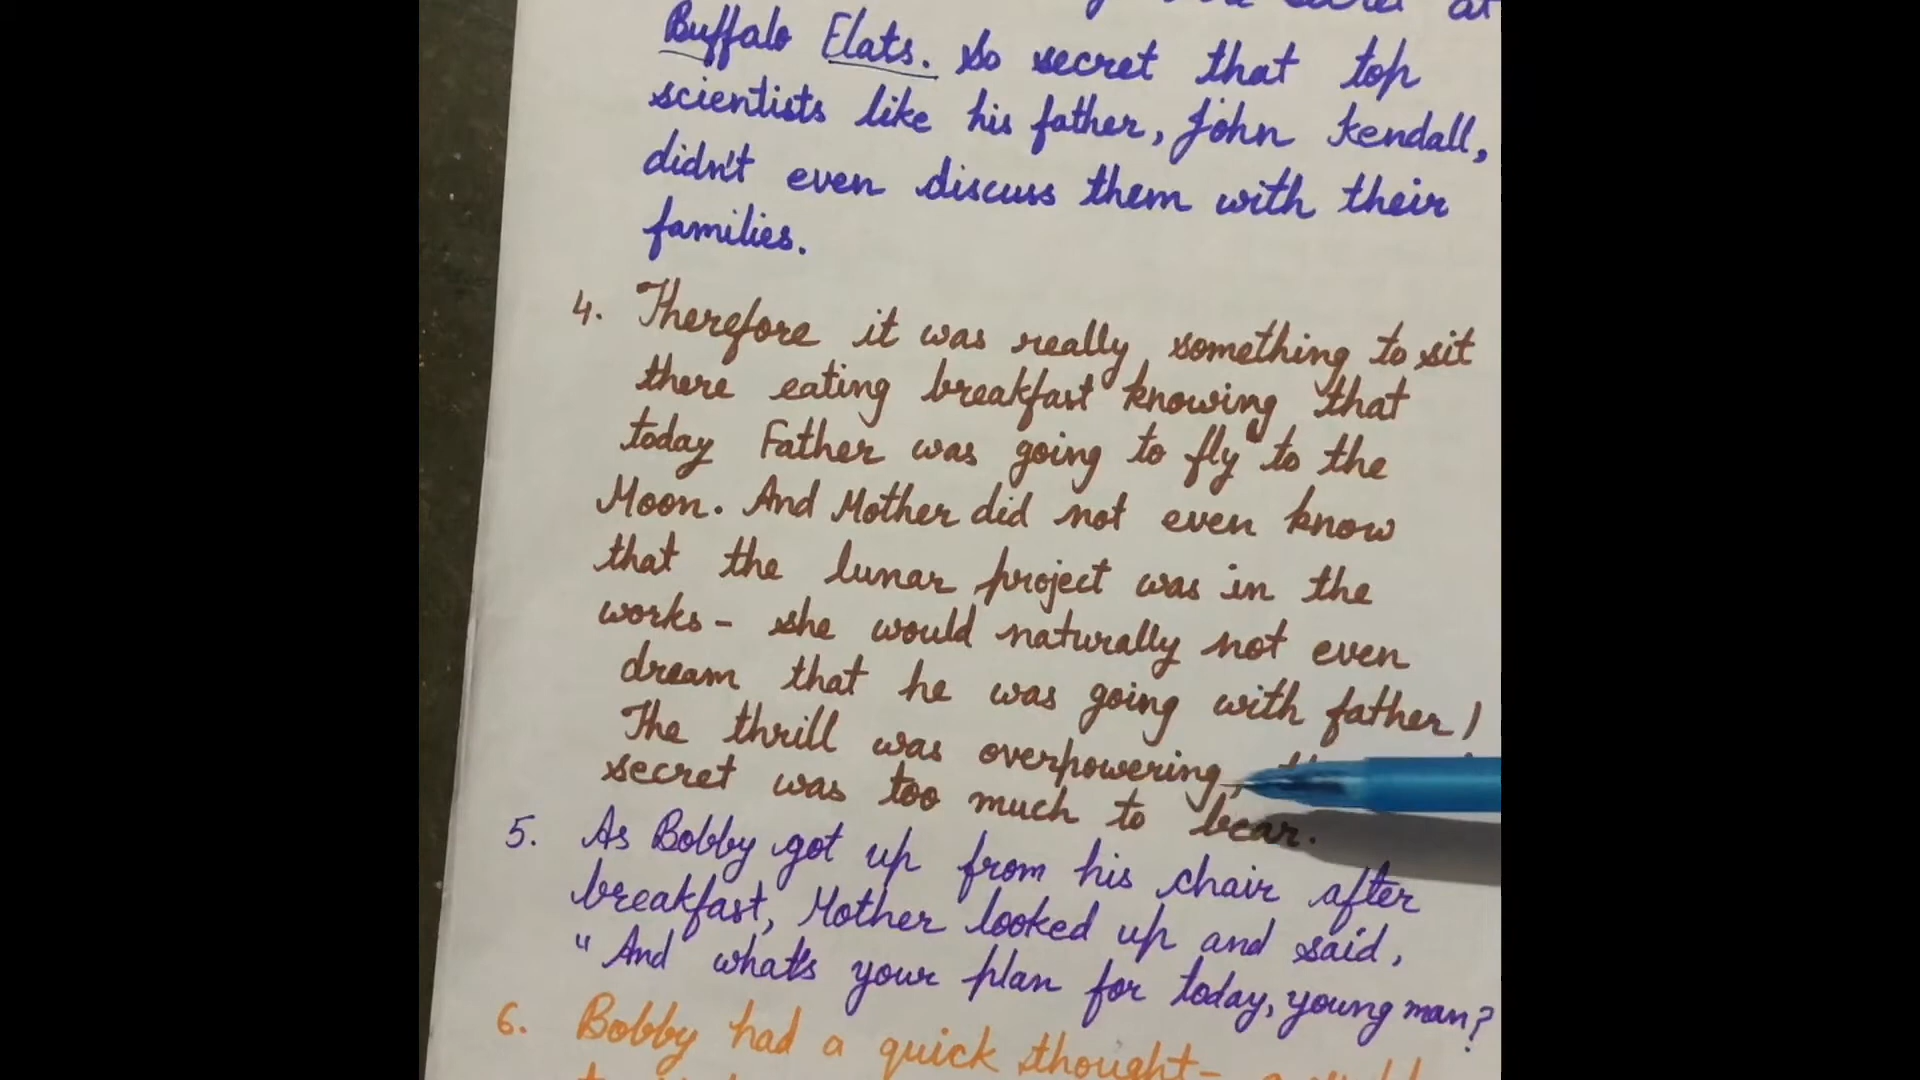 secret at
Buffalo Flats. So secret that top
scientists like his father, John Kendall,
didn't even discuss them with their
families.
4. Therefore it was really something to sit
there eating breakfast knowing that
today Father was going to fly to the
Moon. And Mother did not even know
that the lunar project was in the
works - she would naturally not even
dream that he was going with father!
The thrill was overpowering,
secret was too much to bear.
5. As Bobby got up from his chair after
breakfast, Mother looked up and said,
"And what's your plan for today, young man?
6. Bobby had a quick thought-